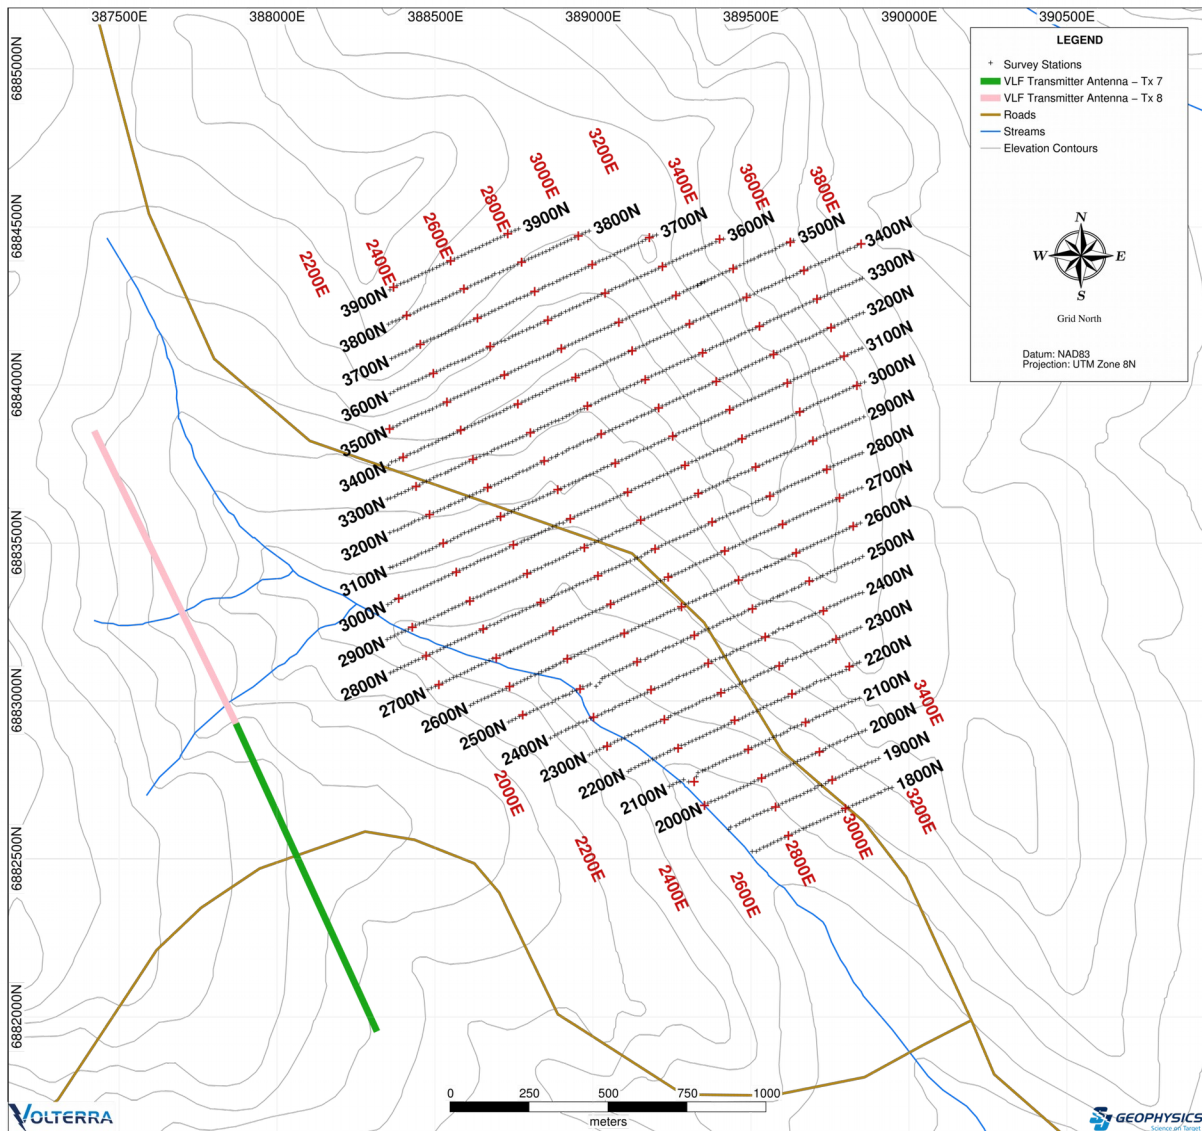 387500E 388000E 388500E 389000E 389500E 390000E 390500E
6885000N
6884500N
6884000N
6883500N
6883000N
6882500N
6882000N
LEGEND
Survey Stations
VLF Transmitter Antenna – Tx 7
VLF Transmitter Antenna – Tx 8
Roads
Streams
Elevation Contours
N
W E
S
Grid North
Datum: NAD83
Projection: UTM Zone 8N
2200E
2400E
2600E
2800E
3000E
3200E
3400E
3600E
3800E
3900N
3800N
3700N
3600N
3500N
3400N
3300N
3200N
3100N
3000N
2900N
2800N
2700N
2600N
2500N
2400N
2300N
2200N
2100N
2000N
1900N
1800N
3900N
3800N
3700N
3600N
3500N
3400N
3300N
3200N
3100N
3000N
2900N
2800N
2700N
2600N
2500N
2400N
2300N
2200N
2100N
2000N
2000E
2200E
2400E
2600E
2800E
3000E
3200E
3400E
0 250 500 750 1000
meters
VOLTERRA
GEOPHYSICS
Science on Target